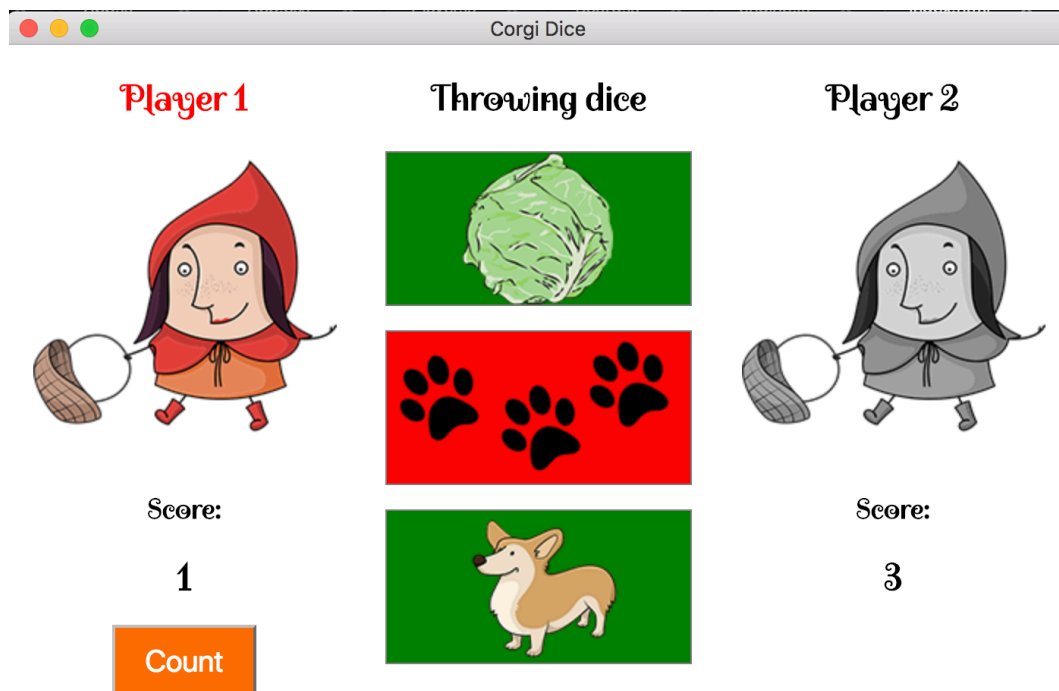 Corgi Dice
Player 1
Throwing dice
Player 2
Score:
1
Count
Score:
3